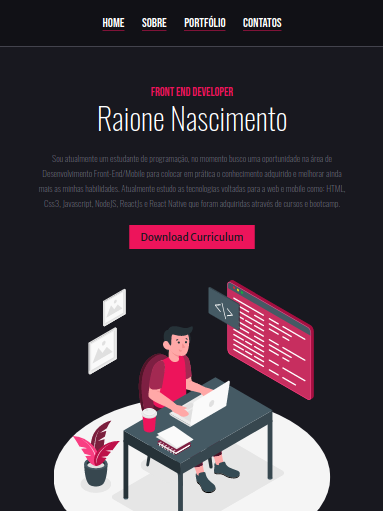 HOME SOBRE PORTFÓLIO CONTATOS
FRONT END DEVELOPER
Raione Nascimento
Sou atualmente um estudante de programação, no momento busco uma oportunidade na área de
Desenvolvimento Front-End/Mobile para colocar em prática o conhecimento adquirido e melhorar ainda
mais as minhas habilidades. Atualmente estudo as tecnologias voltadas para a web e mobile como: HTML,
Css3, Javascript, NodeJS, ReactJs e React Native que foram adquiridas através de cursos e bootcamp.
Download Curriculum
</>